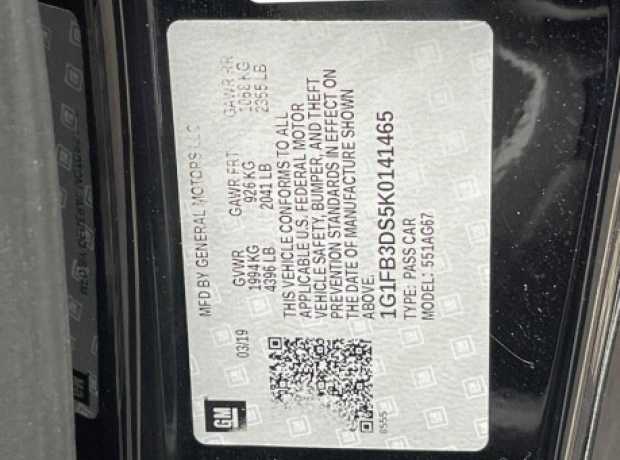 GM
MFD BY GENERAL MOTORS LLC
03/19
GVWR GAWR FRT GAWR RR
1994 KG 926 KG 1068 KG
4396 LB 2041 LB 2355 LB
THIS VEHICLE CONFORMS TO ALL
APPLICABLE U.S. FEDERAL MOTOR
VEHICLE SAFETY, BUMPER, AND THEFT
PREVENTION STANDARDS IN EFFECT ON
THE DATE OF MANUFACTURE SHOWN
ABOVE.
1G1FB3DS5K0141465
TYPE: PASS CAR
MODEL: 551AG67
0555